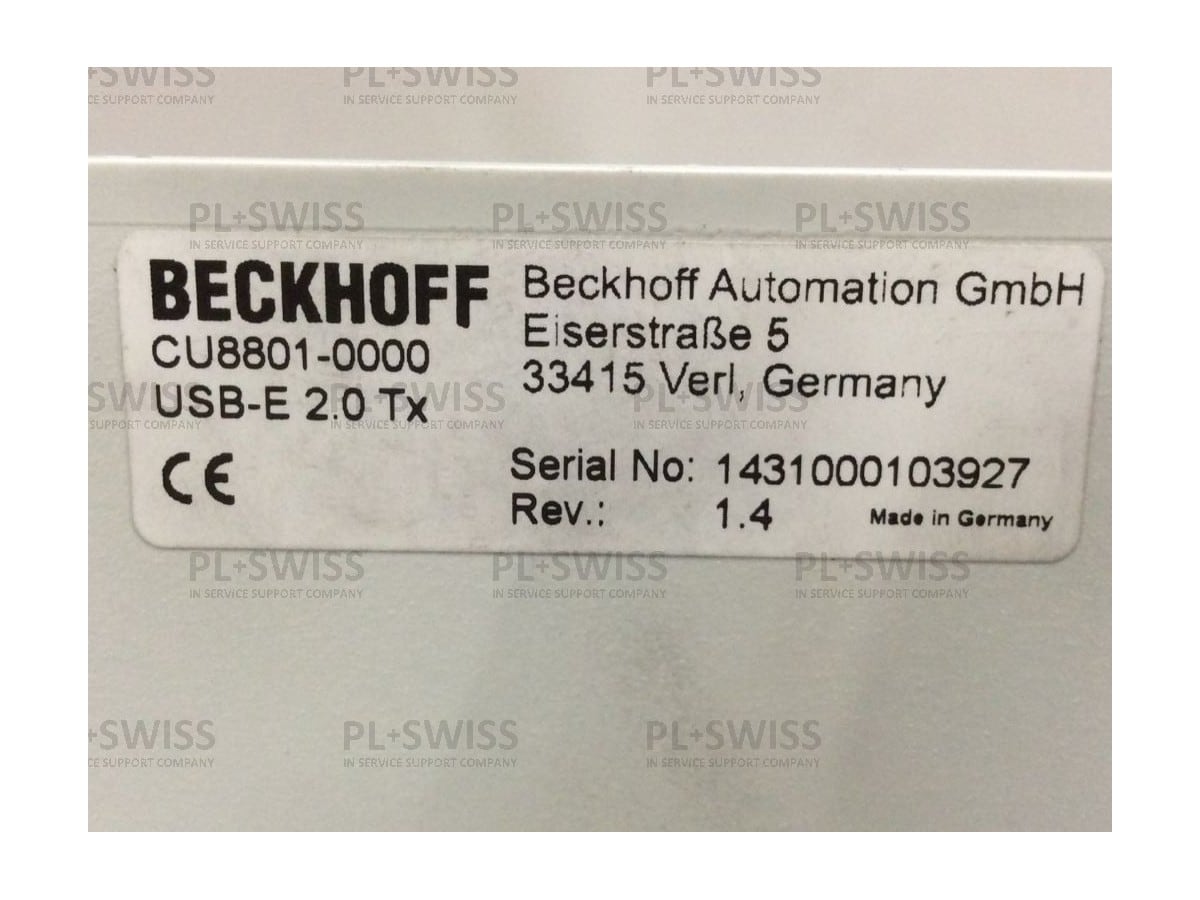 BECKHOFF
CU8801-0000
USB-E 2.0 Tx
CE
Beckhoff Automation GmbH
Eiserstraße 5
33415 Verl, Germany
Serial No: 1431000103927
Rev.: 1.4 Made in Germany
PL+SWISS
IN SERVICE SUPPORT COMPANY